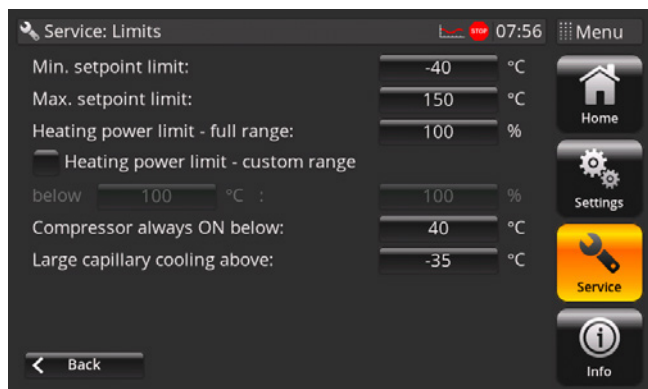 Service: Limits STOP 07:56 Menu
Min. setpoint limit: -40 °C
Max. setpoint limit: 150 °C
Home
Heating power limit - full range: 100 %
Heating power limit - custom range
below 100 °C : 100 %
Settings
Compressor always ON below: 40 °C
Large capillary cooling above: -35 °C
Service
Back
Info